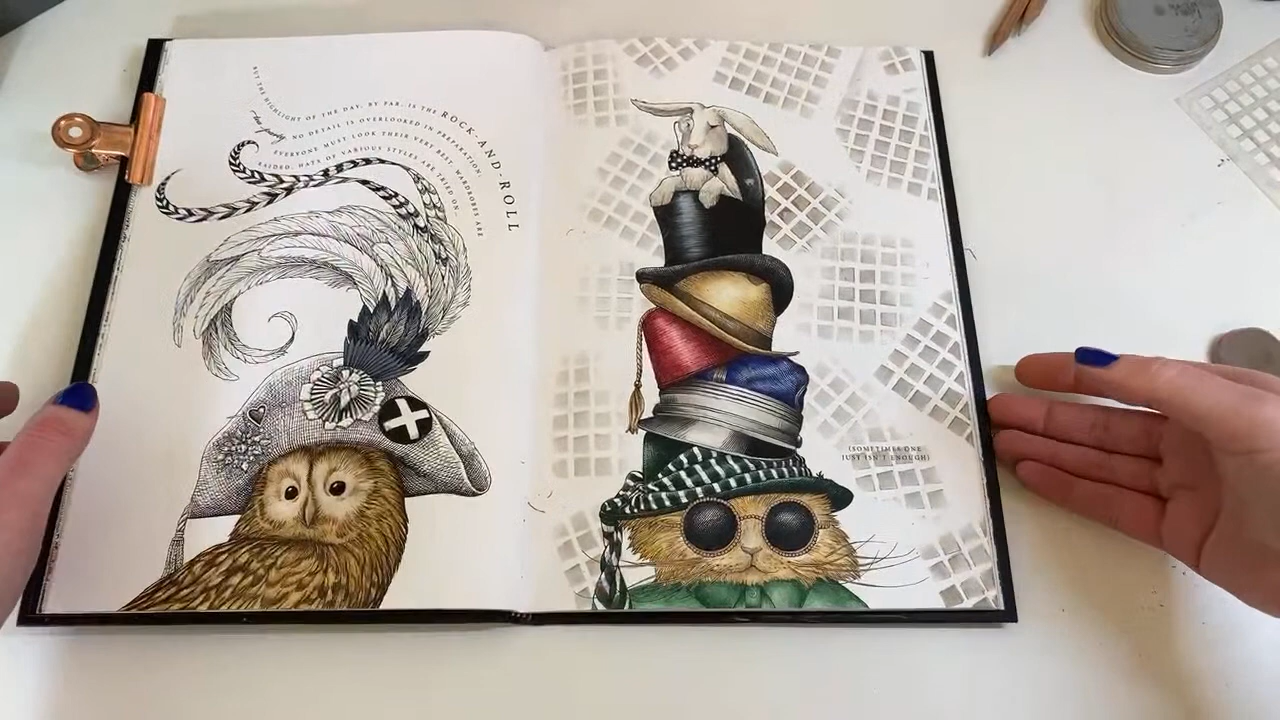 BUT THE HIGHLIGHT OF THE DAY, BY FAR, IS THE ROCK-AND-ROLL
NO DETAIL IS OVERLOOKED IN PREPARATION.
EVERYONE MUST LOOK THEIR VERY BEST. WARDROBES ARE
RAIDED. HATS OF VARIOUS STYLES ARE TRIED ON...
(SOMETIMES ONE
JUST ISN'T ENOUGH)